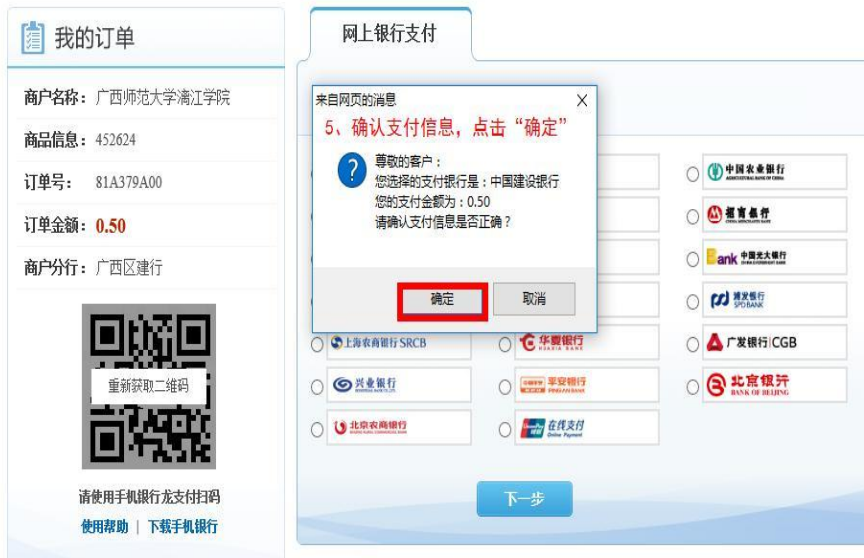 我的订单
商户名称：广西师范大学漓江学院
商品信息：452624
订单号：81A379A00
订单金额：0.50
商户分行：广西区建行
重新获取二维码
请使用手机银行龙支付扫码
使用帮助 | 下载手机银行
网上银行支付
来自网页的消息
X
5、确认支付信息，点击“确定”
尊敬的客户：
您选择的支付银行是：中国建设银行
您的支付金额为：0.50
请确认支付信息是否正确？
确定 取消
中国农业银行
招商银行
Bank 中国光大银行
浦发银行 SPD BANK
上海农商银行 SRCB
华夏银行 HUAXIA BANK
广发银行|CGB
兴业银行
平安银行 PING AN BANK
北京银行 BANK OF BEIJING
北京农商银行
UnionPay 银联 在线支付 Online Payment
下一步